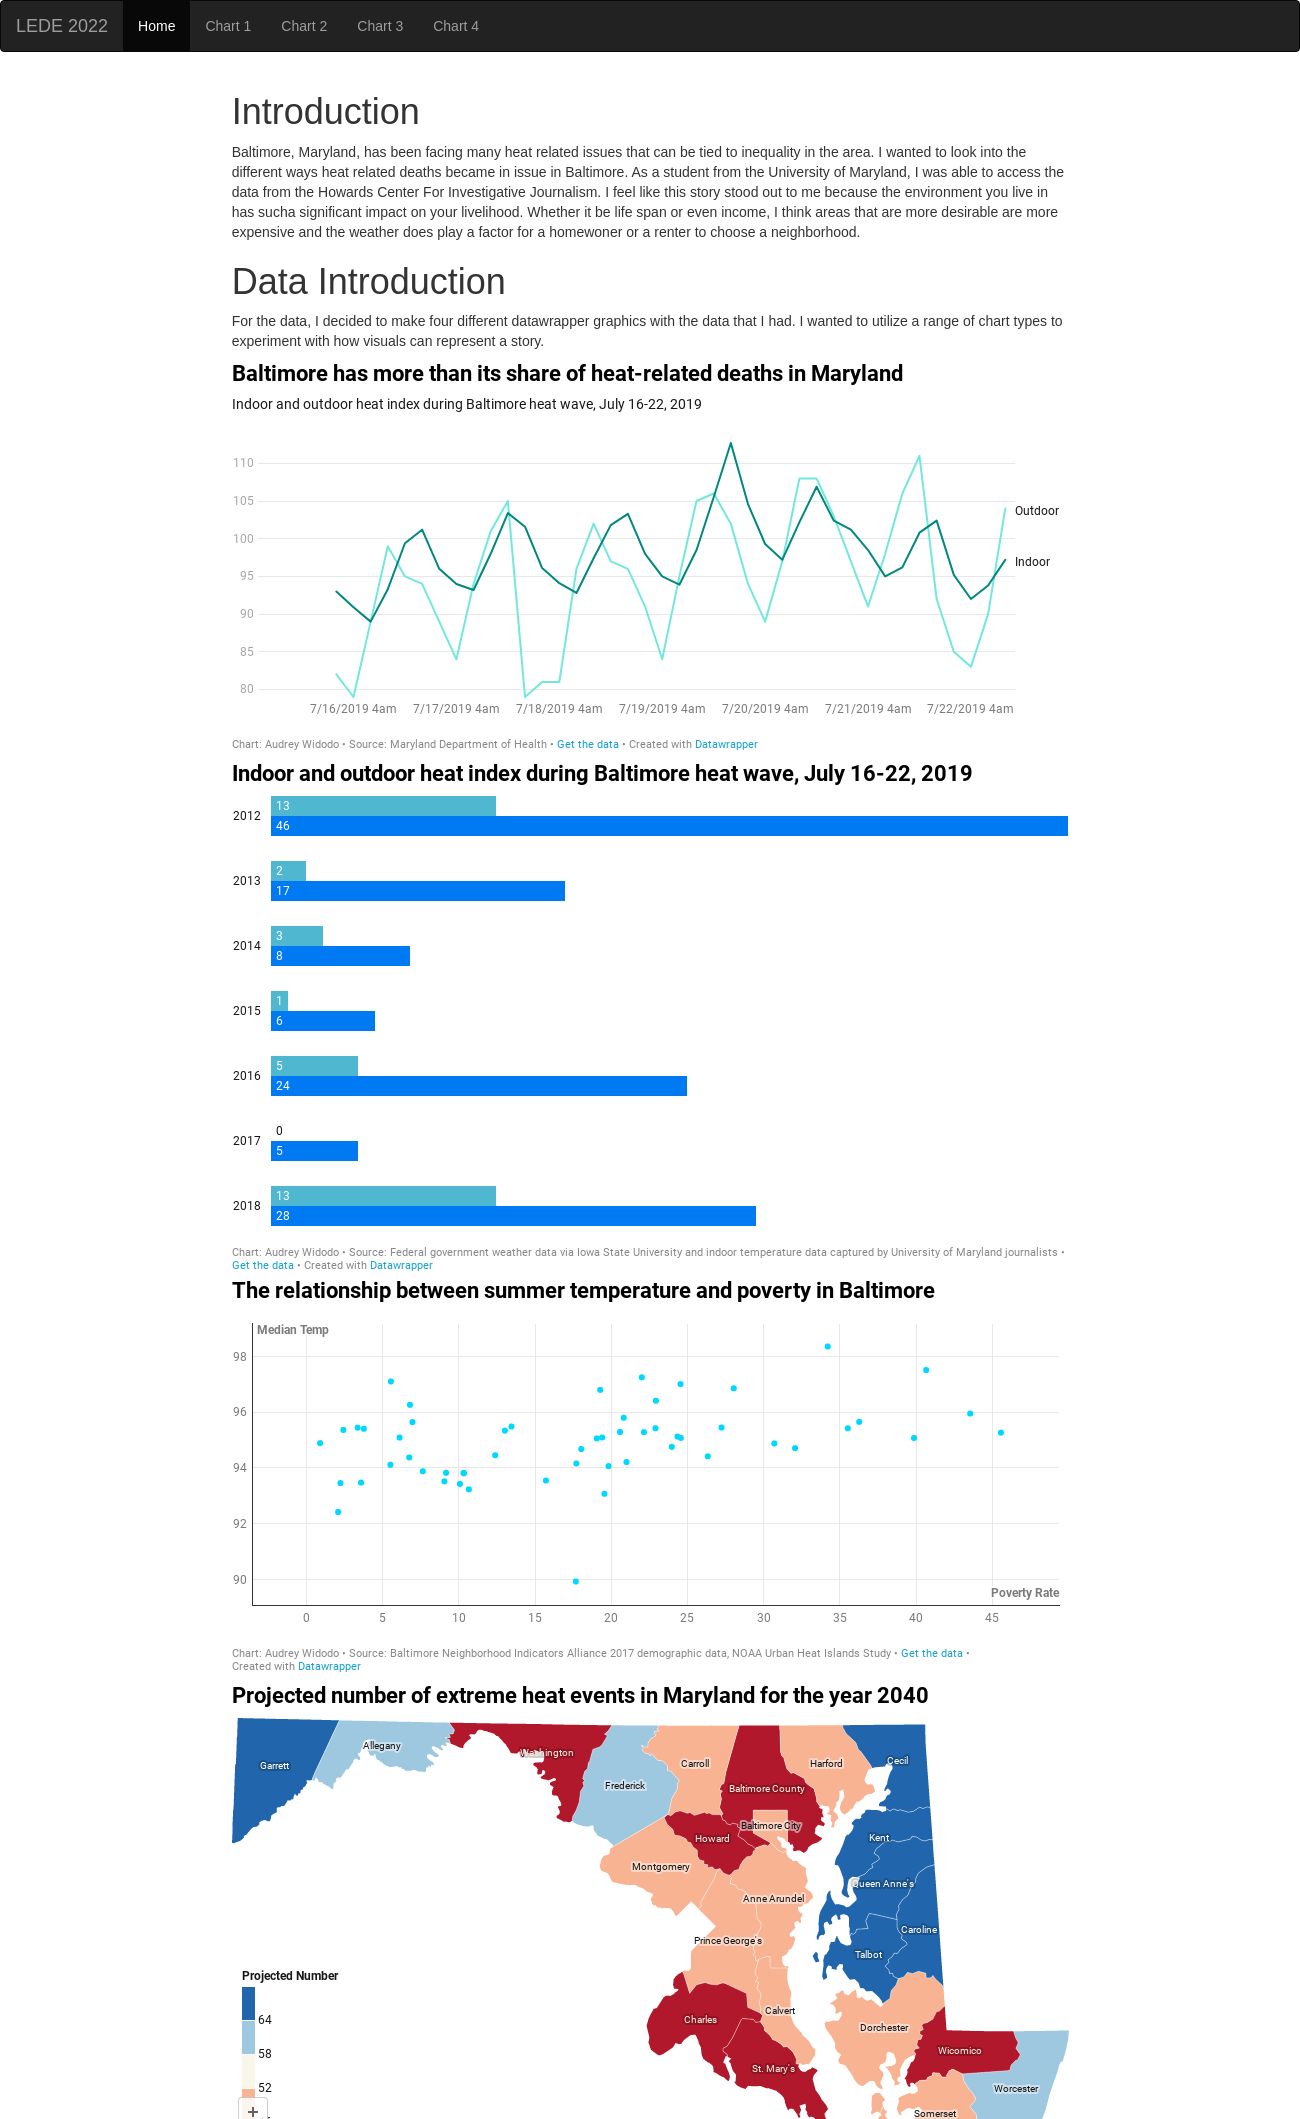 LEDE 2022 Home Chart 1 Chart 2 Chart 3 Chart 4
Introduction
Baltimore, Maryland, has been facing many heat related issues that can be tied to inequality in the area. I wanted to look into the
different ways heat related deaths became in issue in Baltimore. As a student from the University of Maryland, I was able to access the
data from the Howards Center For Investigative Journalism. I feel like this story stood out to me because the environment you live in
has sucha significant impact on your livelihood. Whether it be life span or even income, I think areas that are more desirable are more
expensive and the weather does play a factor for a homewoner or a renter to choose a neighborhood.
Data Introduction
For the data, I decided to make four different datawrapper graphics with the data that I had. I wanted to utilize a range of chart types to
experiment with how visuals can represent a story.
Baltimore has more than its share of heat-related deaths in Maryland
Indoor and outdoor heat index during Baltimore heat wave, July 16-22, 2019
110
105
Outdoor
100
Indoor
95
90
85
80
7/16/2019 4am 7/17/2019 4am 7/18/2019 4am 7/19/2019 4am 7/20/2019 4am 7/21/2019 4am 7/22/2019 4am
Chart: Audrey Widodo • Source: Maryland Department of Health • Get the data • Created with Datawrapper
Indoor and outdoor heat index during Baltimore heat wave, July 16-22, 2019
13
2012
46
2
2013
17
3
2014
8
1
2015
6
5
2016
24
0
2017
5
13
2018
28
Chart: Audrey Widodo • Source: Federal government weather data via Iowa State University and indoor temperature data captured by University of Maryland journalists •
Get the data • Created with Datawrapper
The relationship between summer temperature and poverty in Baltimore
Median Temp
98
96
94
92
90
Poverty Rate
0 5 10 15 20 25 30 35 40 45
Chart: Audrey Widodo • Source: Baltimore Neighborhood Indicators Alliance 2017 demographic data, NOAA Urban Heat Islands Study • Get the data •
Created with Datawrapper
Projected number of extreme heat events in Maryland for the year 2040
Allegany
Washington
Cecil
Garrett
Carroll
Harford
Frederick
Baltimore County
Baltimore City
Howard
Kent
Montgomery
Queen Anne's
Anne Arundel
Caroline
Prince George's
Talbot
Projected Number
Calvert
64
Charles
Dorchester
Wicomico
58
St. Mary's
52
Worcester
+
Somerset